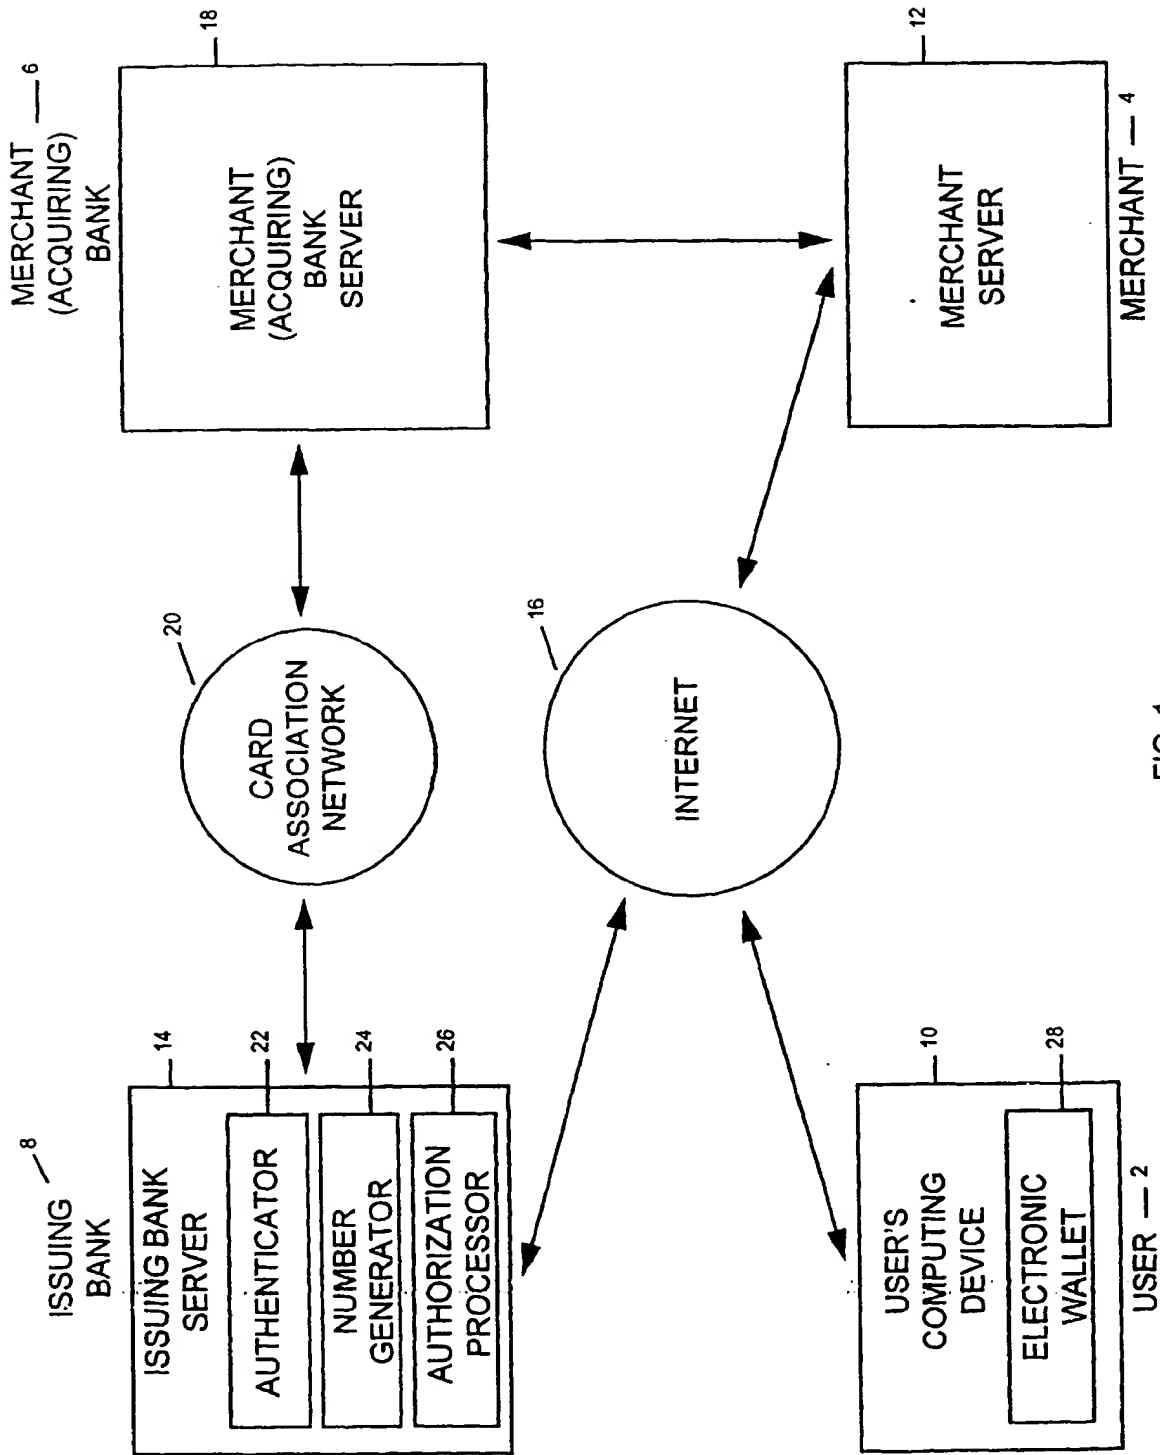 ISSUING
BANK
8
ISSUING BANK
SERVER
14
AUTHENTICATOR
22
NUMBER
GENERATOR
24
AUTHORIZATION
PROCESSOR
26
CARD
ASSOCIATION
NETWORK
20
MERCHANT
(ACQUIRING)
BANK
6
MERCHANT
(ACQUIRING)
BANK
SERVER
18
INTERNET
16
USER'S
COMPUTING
DEVICE
10
ELECTRONIC
WALLET
28
USER — 2
MERCHANT
SERVER
12
MERCHANT — 4